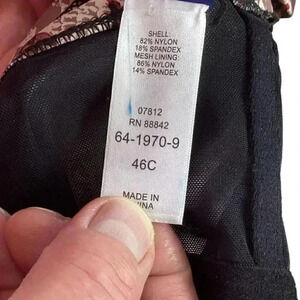 SHELL:
82% NYLON
18% SPANDEX
MESH LINING:
86% NYLON
14% SPANDEX
07812
RN 88842
64-1970-9
46C
MADE IN